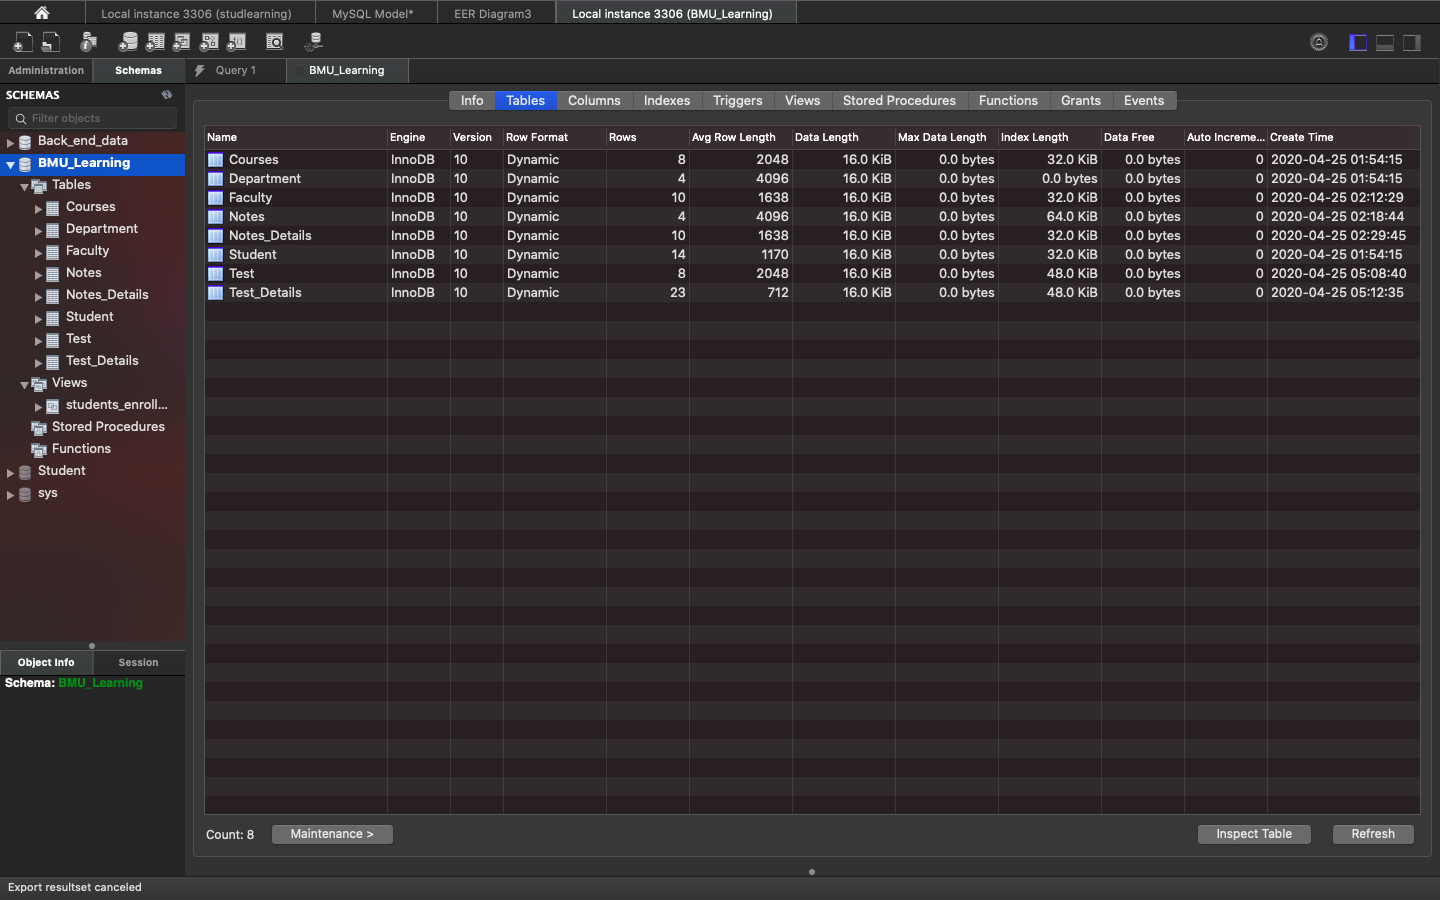 Local instance 3306 (studlearning) MySQL Model* EER Diagram3 Local instance 3306 (BMU_Learning)
Administration Schemas Query 1 BMU_Learning
SCHEMAS
Filter objects
Back_end_data
BMU_Learning
Tables
Courses
Department
Faculty
Notes
Notes_Details
Student
Test
Test_Details
Views
students_enroll...
Stored Procedures
Functions
Student
sys
Object Info Session
Schema: BMU_Learning
Info Tables Columns Indexes Triggers Views Stored Procedures Functions Grants Events
Name Engine Version Row Format Rows Avg Row Length Data Length Max Data Length Index Length Data Free Auto Increme... Create Time
Courses InnoDB 10 Dynamic 8 2048 16.0 KiB 0.0 bytes 32.0 KiB 0.0 bytes 0 2020-04-25 01:54:15
Department InnoDB 10 Dynamic 4 4096 16.0 KiB 0.0 bytes 0.0 bytes 0.0 bytes 0 2020-04-25 01:54:15
Faculty InnoDB 10 Dynamic 10 1638 16.0 KiB 0.0 bytes 32.0 KiB 0.0 bytes 0 2020-04-25 02:12:29
Notes InnoDB 10 Dynamic 4 4096 16.0 KiB 0.0 bytes 64.0 KiB 0.0 bytes 0 2020-04-25 02:18:44
Notes_Details InnoDB 10 Dynamic 10 1638 16.0 KiB 0.0 bytes 32.0 KiB 0.0 bytes 0 2020-04-25 02:29:45
Student InnoDB 10 Dynamic 14 1170 16.0 KiB 0.0 bytes 32.0 KiB 0.0 bytes 0 2020-04-25 01:54:15
Test InnoDB 10 Dynamic 8 2048 16.0 KiB 0.0 bytes 48.0 KiB 0.0 bytes 0 2020-04-25 05:08:40
Test_Details InnoDB 10 Dynamic 23 712 16.0 KiB 0.0 bytes 48.0 KiB 0.0 bytes 0 2020-04-25 05:12:35
Count: 8 Maintenance > Inspect Table Refresh
Export resultset canceled